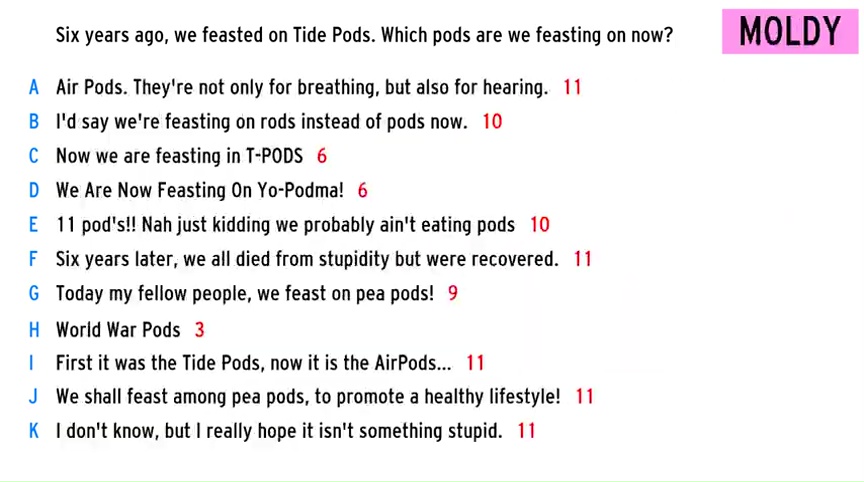 Six years ago, we feasted on Tide Pods. Which pods are we feasting on now?
MOLDY
A Air Pods. They're not only for breathing, but also for hearing. 11
B I'd say we're feasting on rods instead of pods now. 10
C Now we are feasting in T-PODS 6
D We Are Now Feasting On Yo-Podma! 6
E 11 pod's!! Nah just kidding we probably ain't eating pods 10
F Six years later, we all died from stupidity but were recovered. 11
G Today my fellow people, we feast on pea pods! 9
H World War Pods 3
I First it was the Tide Pods, now it is the AirPods... 11
J We shall feast among pea pods, to promote a healthy lifestyle! 11
K I don't know, but I really hope it isn't something stupid. 11